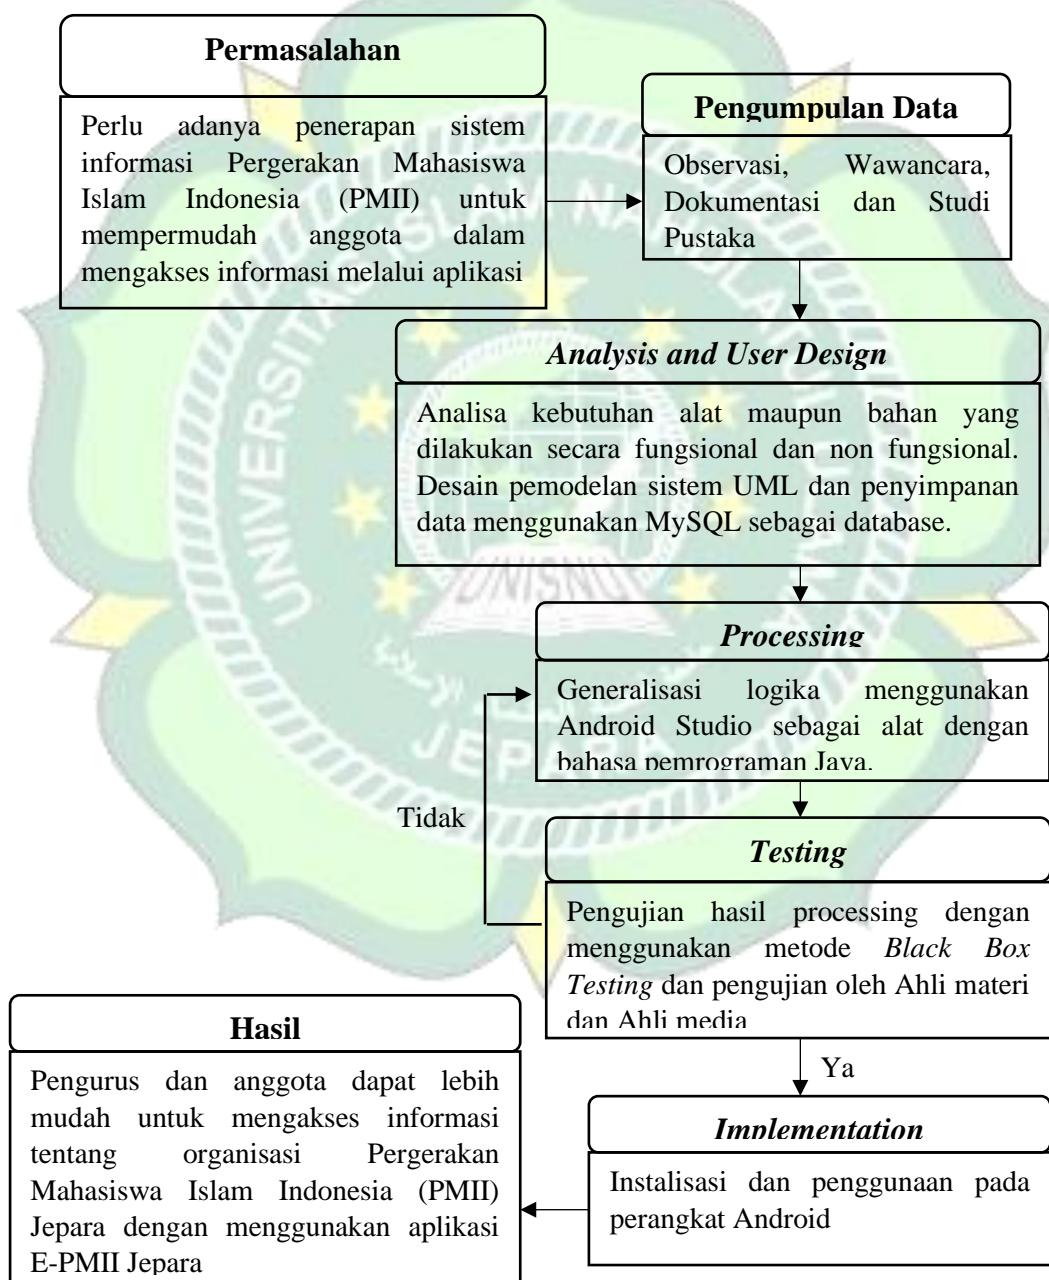 Permasalahan
Perlu adanya penerapan sistem
informasi Pergerakan Mahasiswa
Islam Indonesia (PMII) untuk
mempermudah anggota dalam
mengakses informasi melalui aplikasi
Pengumpulan Data
Observasi, Wawancara,
Dokumentasi dan Studi
Pustaka
Analysis and User Design
Analisa kebutuhan alat maupun bahan yang
dilakukan secara fungsional dan non fungsional.
Desain pemodelan sistem UML dan penyimpanan
data menggunakan MySQL sebagai database.
Processing
Generalisasi logika menggunakan
Android Studio sebagai alat dengan
bahasa pemrograman Java.
Tidak
Testing
Pengujian hasil processing dengan
menggunakan metode Black Box
Testing dan pengujian oleh Ahli materi
dan Ahli media
Ya
Implementation
Instalisasi dan penggunaan pada
perangkat Android
Hasil
Pengurus dan anggota dapat lebih
mudah untuk mengakses informasi
tentang organisasi Pergerakan
Mahasiswa Islam Indonesia (PMII)
Jepara dengan menggunakan aplikasi
E-PMII Jepara
UNISNU
JEPARA